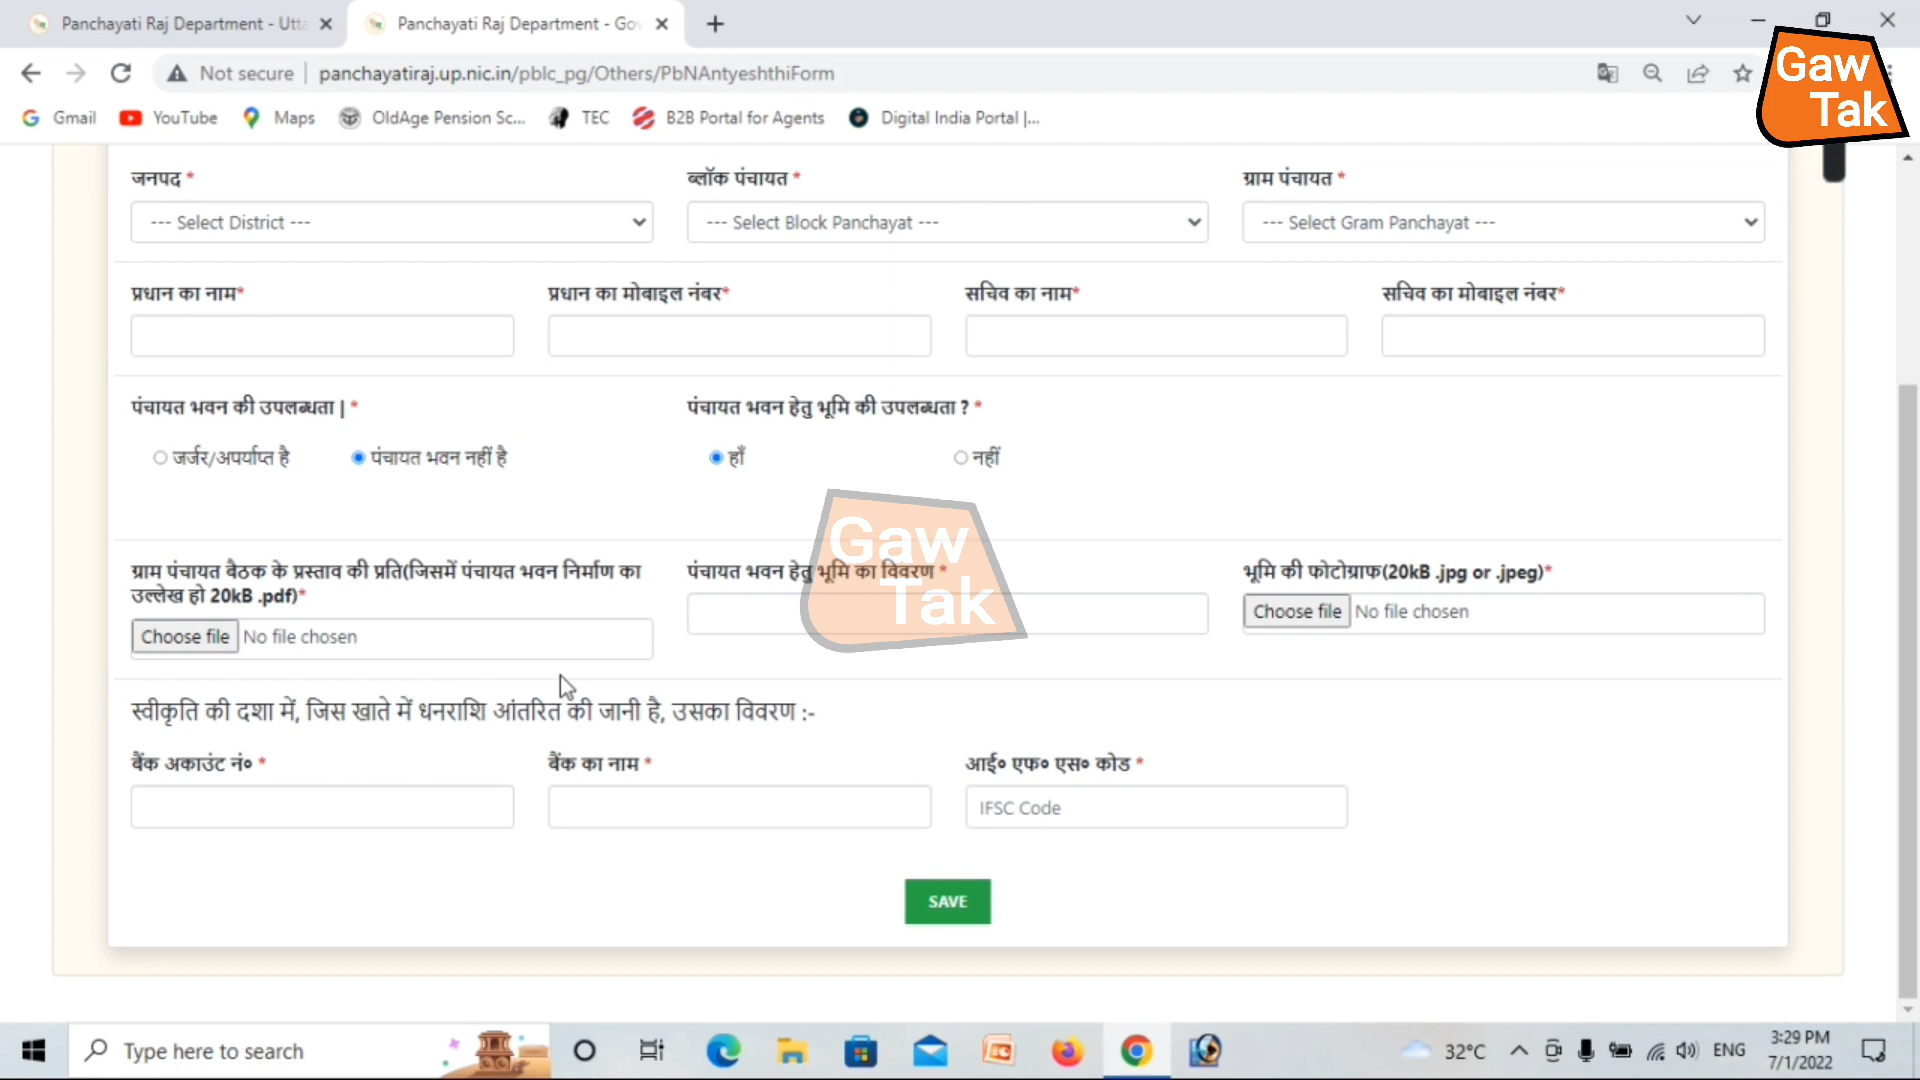 Panchayati Raj Department - Utta
Panchayati Raj Department - Gov
Not secure | panchayatiraj.up.nic.in/pblc_pg/Others/PbNAntyeshthiForm
Gaw
Tak
Gmail YouTube Maps OldAge Pension Sc... TEC B2B Portal for Agents Digital India Portal |...
जनपद * ब्लॉक पंचायत * ग्राम पंचायत *
--- Select District --- --- Select Block Panchayat --- --- Select Gram Panchayat ---
प्रधान का नाम* प्रधान का मोबाइल नंबर* सचिव का नाम* सचिव का मोबाइल नंबर*
पंचायत भवन की उपलब्धता | * पंचायत भवन हेतु भूमि की उपलब्धता ? *
जर्जर/अपर्याप्त है पंचायत भवन नहीं है हाँ नहीं
Gaw
Tak
ग्राम पंचायत बैठक के प्रस्ताव की प्रति(जिसमें पंचायत भवन निर्माण का
उल्लेख हो 20kB .pdf)*
पंचायत भवन हेतु भूमि का विवरण *
भूमि की फोटोग्राफ(20kB .jpg or .jpeg)*
Choose file No file chosen
Choose file No file chosen
स्वीकृति की दशा में, जिस खाते में धनराशि आंतरित की जानी है, उसका विवरण :-
बैंक अकाउंट नं० * बैंक का नाम * आई० एफ० एस० कोड *
IFSC Code
SAVE
Type here to search
32°C
ENG
3:29 PM
7/1/2022